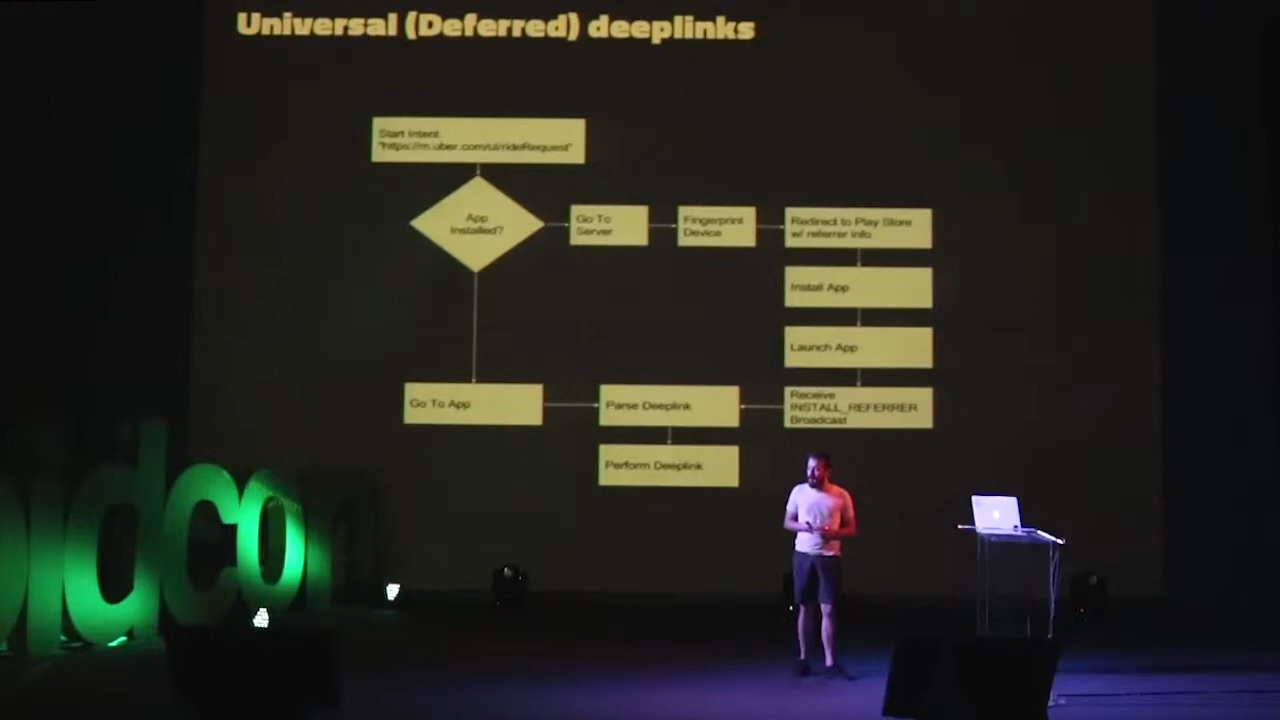 Universal (Deferred) deeplinks
Start Intent
"https://m.uber.com/ul/rideRequest"
App
Installed?
Go To
Server
Fingerprint
Device
Redirect to Play Store
w/ referrer info
Install App
Launch App
Receive
INSTALL_REFERRER
Broadcast
Go To App
Parse Deeplink
Perform Deeplink
oidcon